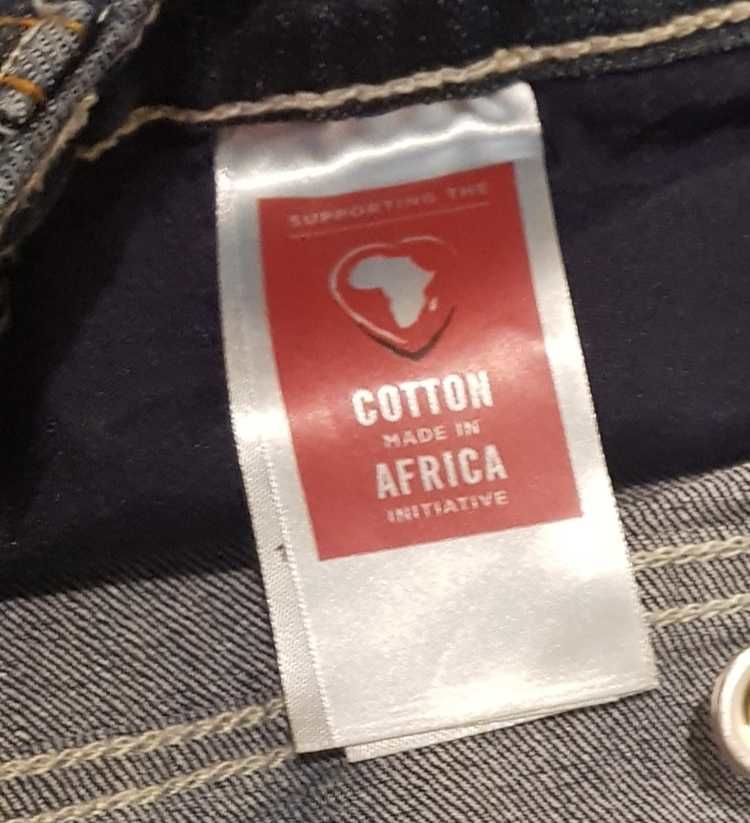 SUPPORTING THE
COTTON
MADE IN
AFRICA
INITIATIVE